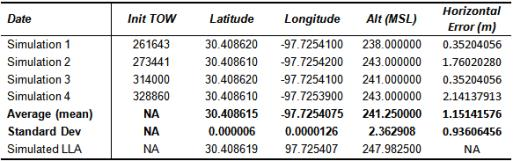 Date Init TOW Latitude Longitude Alt (MSL) Horizontal Error (m)
Simulation 1 261643 30.408620 -97.7254100 238.000000 0.35204056
Simulation 2 273441 30.408610 -97.7254200 243.000000 1.76020280
Simulation 3 314000 30.408620 -97.7254100 241.000000 0.35204056
Simulation 4 328860 30.408610 -97.7253900 243.000000 2.14137913
Average (mean) NA 30.408615 -97.7254075 241.250000 1.15141576
Standard Dev NA 0.000006 0.0000126 2.362908 0.93606456
Simulated LLA NA 30.408619 97.725407 247.982500 NA